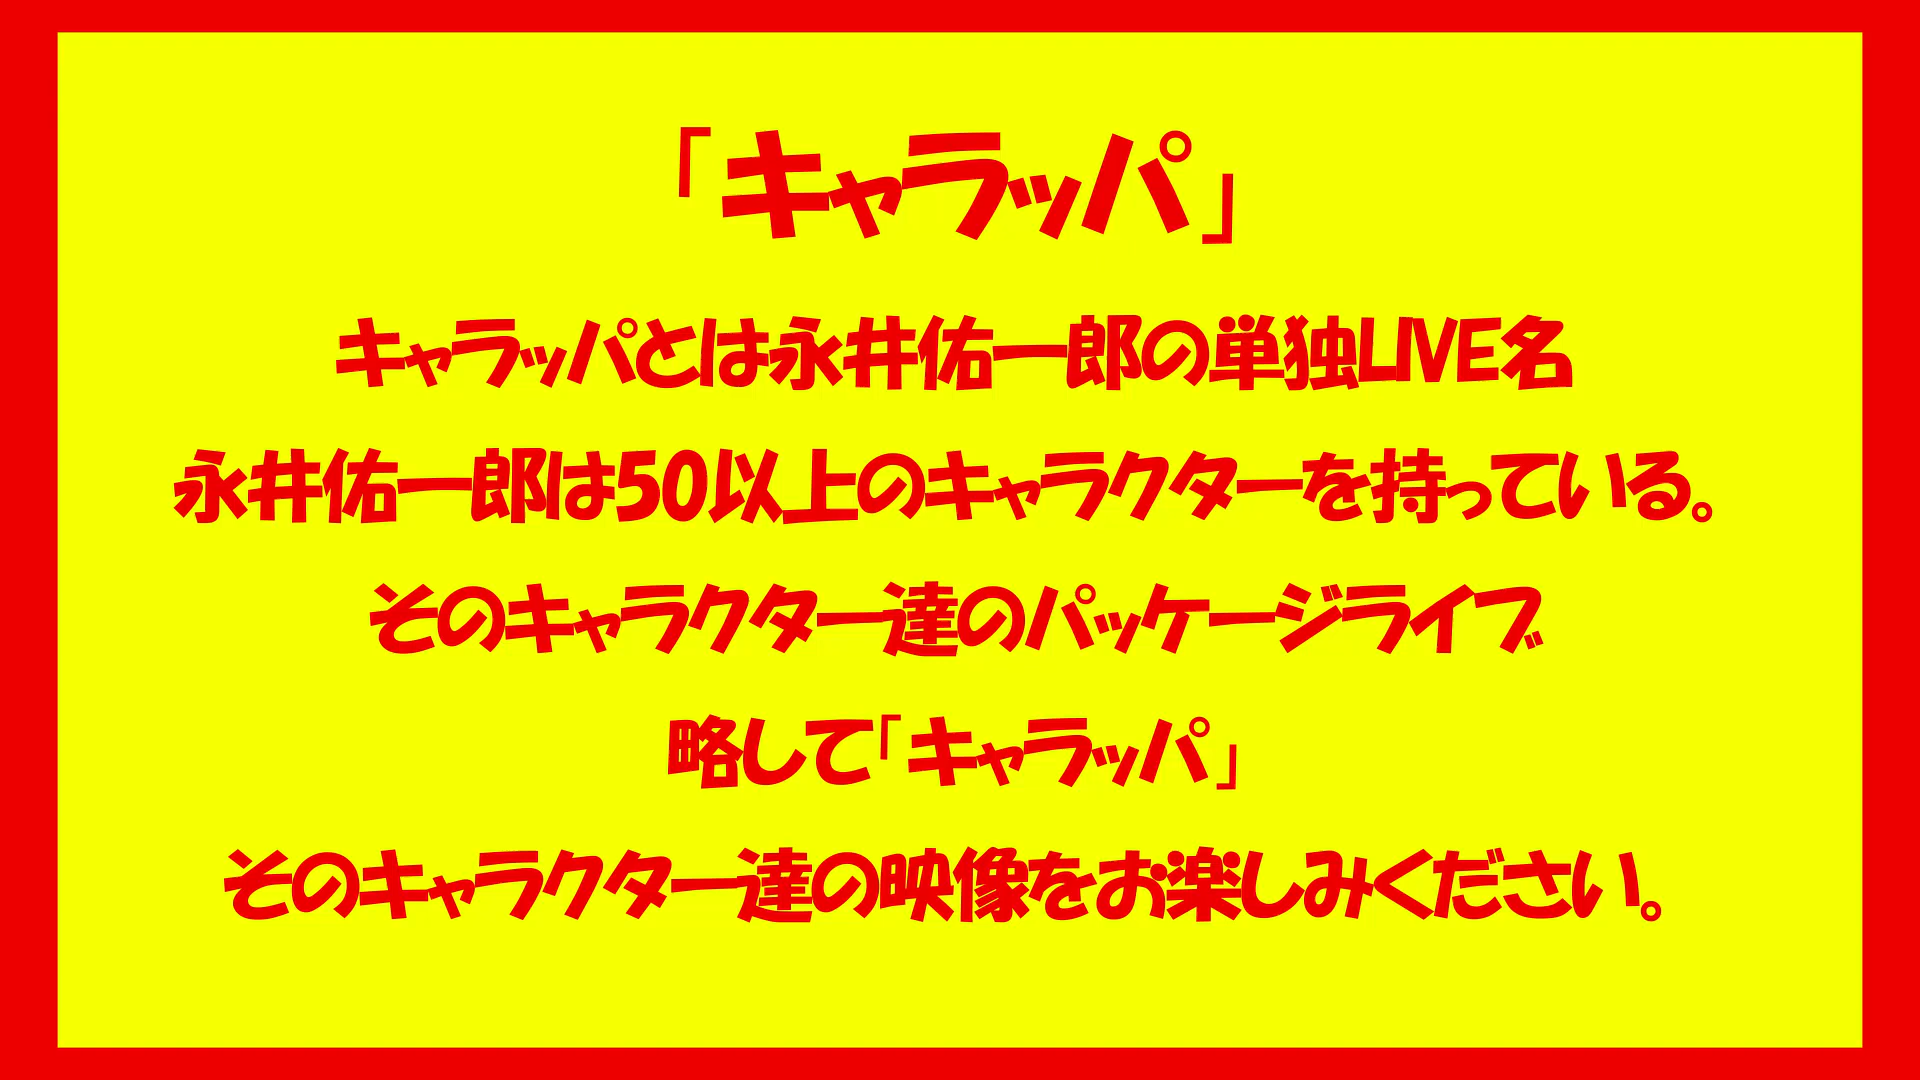 「キャラッパ」
キャラッパとは永井佑一郎の単独LIVE名
永井佑一郎は50以上のキャラクターを持っている。
そのキャラクター達のパッケージライブ
略して「キャラッパ」
そのキャラクター達の映像をお楽しみください。